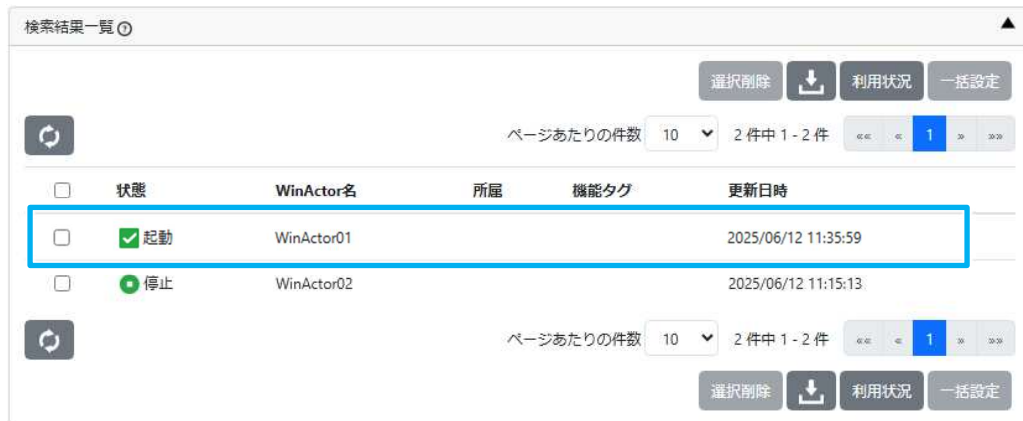 検索結果一覧 ?
選択削除 利用状況 一括設定
ページあたりの件数 10 2 件中 1 - 2 件 «« « 1 » »»
状態 WinActor名 所属 機能タグ 更新日時
起動 WinActor01 2025/06/12 11:35:59
停止 WinActor02 2025/06/12 11:15:13
ページあたりの件数 10 2 件中 1 - 2 件 «« « 1 » »»
選択削除 利用状況 一括設定